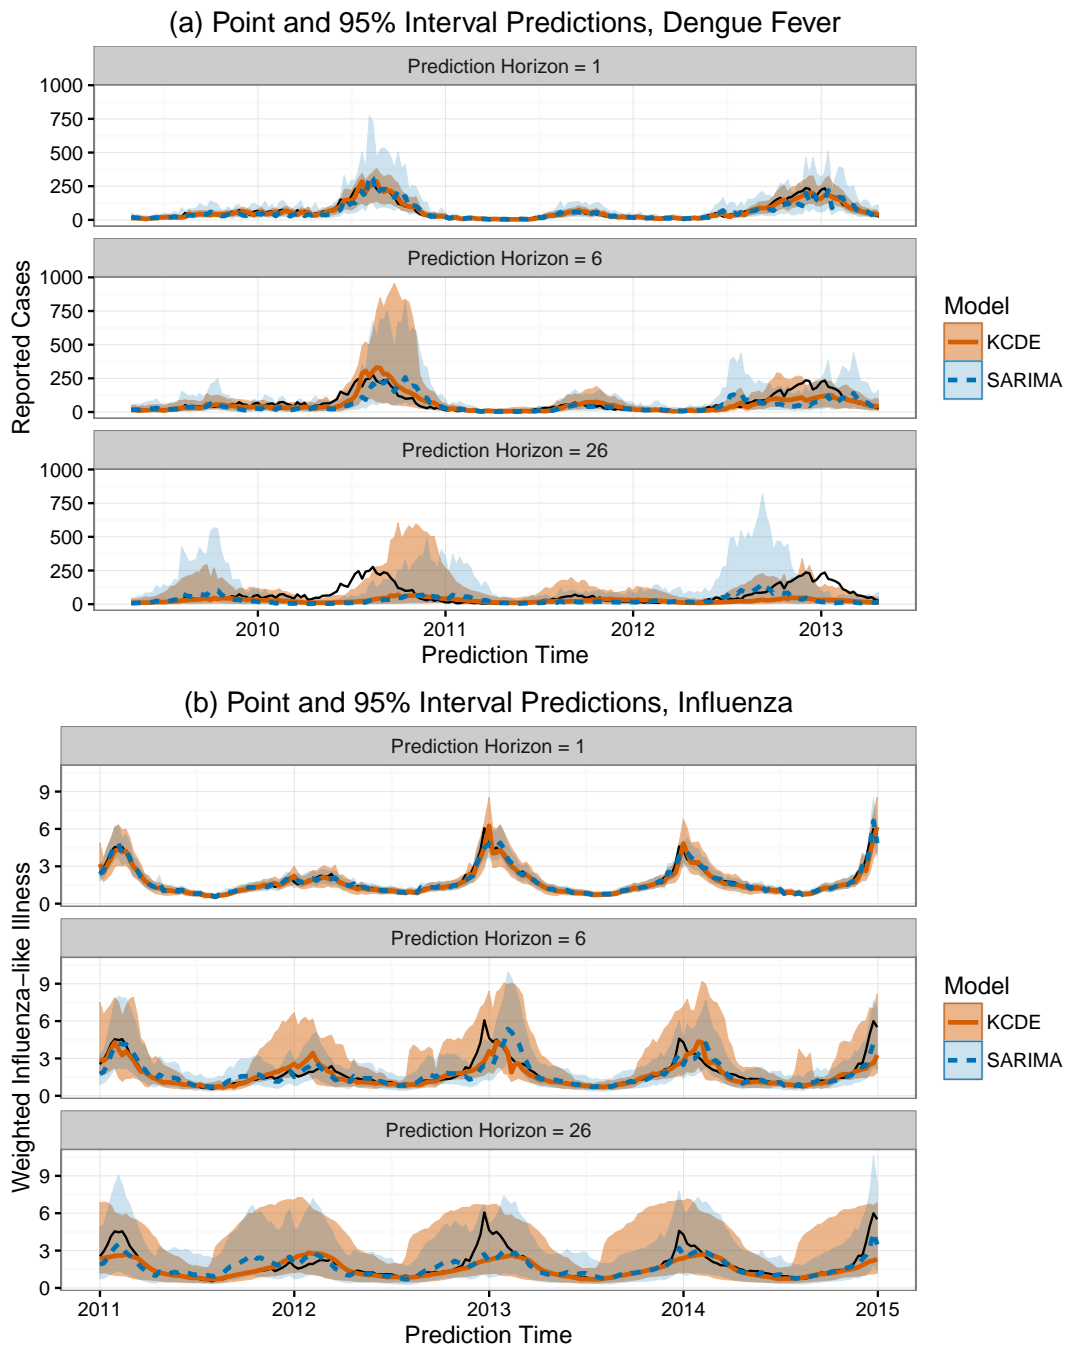 (a) Point and 95% Interval Predictions, Dengue Fever
Prediction Horizon = 1
1000
750
500
250
0
Prediction Horizon = 6
1000
750
500
250
0
Prediction Horizon = 26
1000
750
500
250
0
2010 2011 2012 2013
Prediction Time
Reported Cases
Model
KCDE
SARIMA
(b) Point and 95% Interval Predictions, Influenza
Prediction Horizon = 1
9
6
3
0
Prediction Horizon = 6
9
6
3
0
Prediction Horizon = 26
9
6
3
0
2011 2012 2013 2014 2015
Prediction Time
Weighted Influenza−like Illness
Model
KCDE
SARIMA